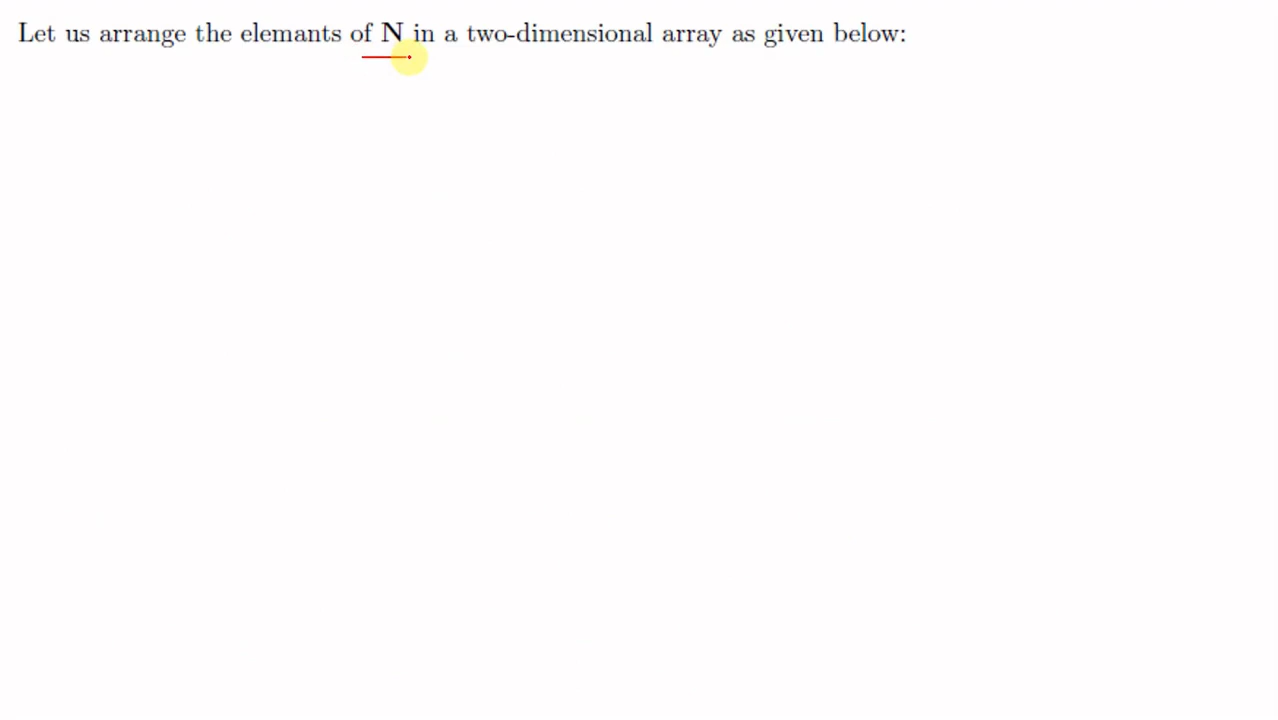 Let us arrange the elemants of N in a two-dimensional array as given below: